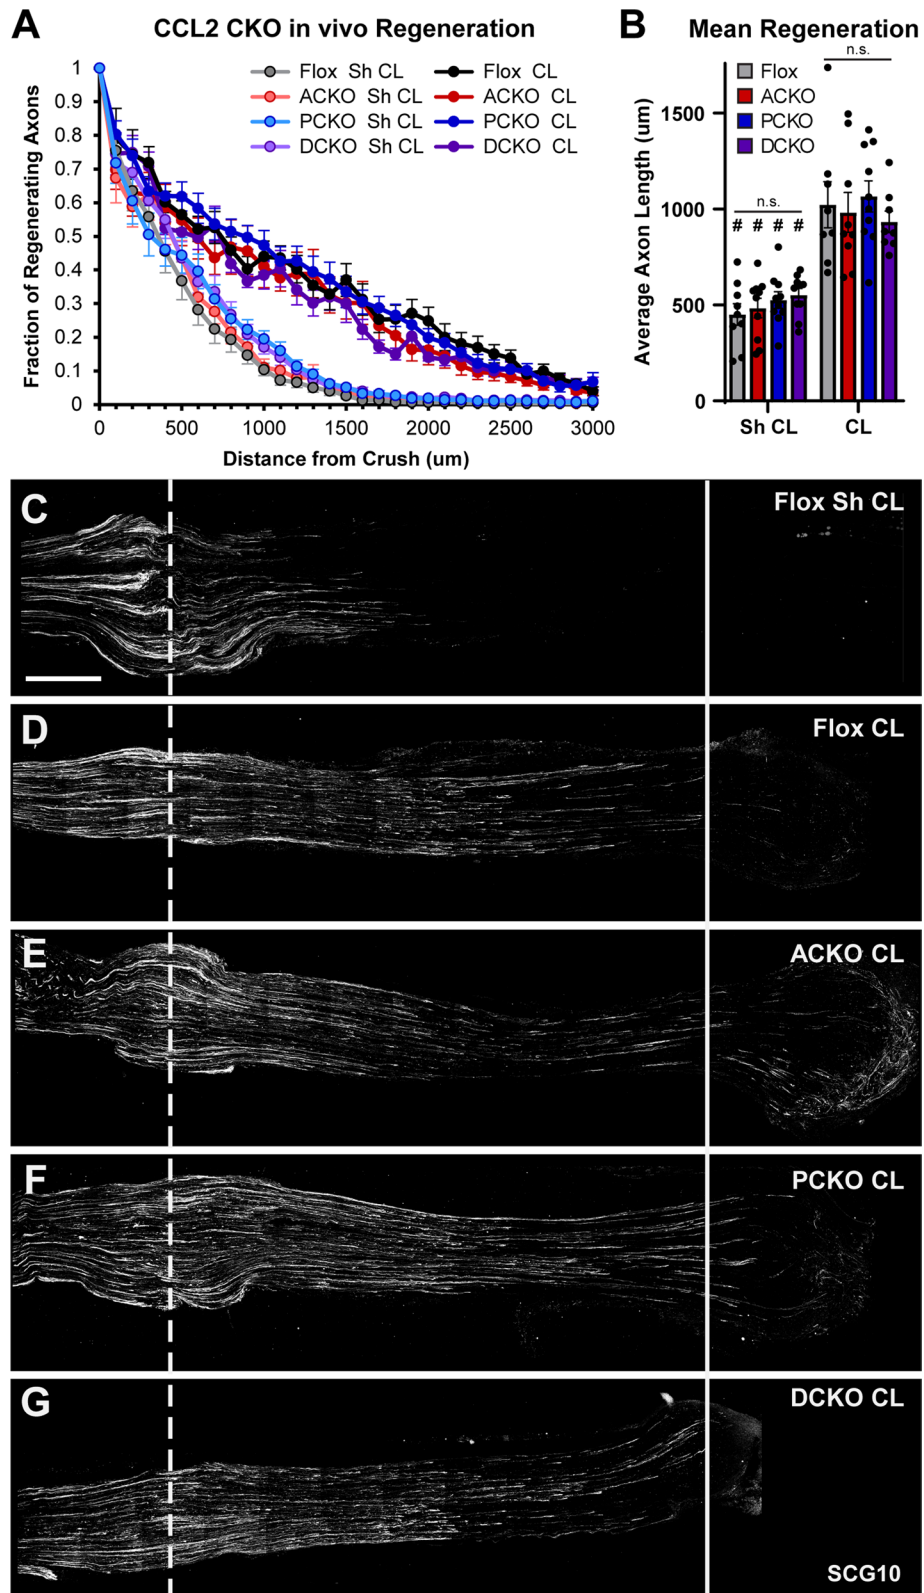 A
CCL2 CKO in vivo Regeneration
Fraction of Regenerating Axons
1
0.9
0.8
0.7
0.6
0.5
0.4
0.3
0.2
0.1
0
Flox Sh CL
ACKO Sh CL
PCKO Sh CL
DCKO Sh CL
Flox CL
ACKO CL
PCKO CL
DCKO CL
0 500 1000 1500 2000 2500 3000
Distance from Crush (um)
B
Mean Regeneration
Average Axon Length (um)
1500
1000
500
0
Flox
ACKO
PCKO
DCKO
n.s.
n.s.
# # # #
Sh CL CL
C
Flox Sh CL
D
Flox CL
E
ACKO CL
F
PCKO CL
G
DCKO CL
SCG10